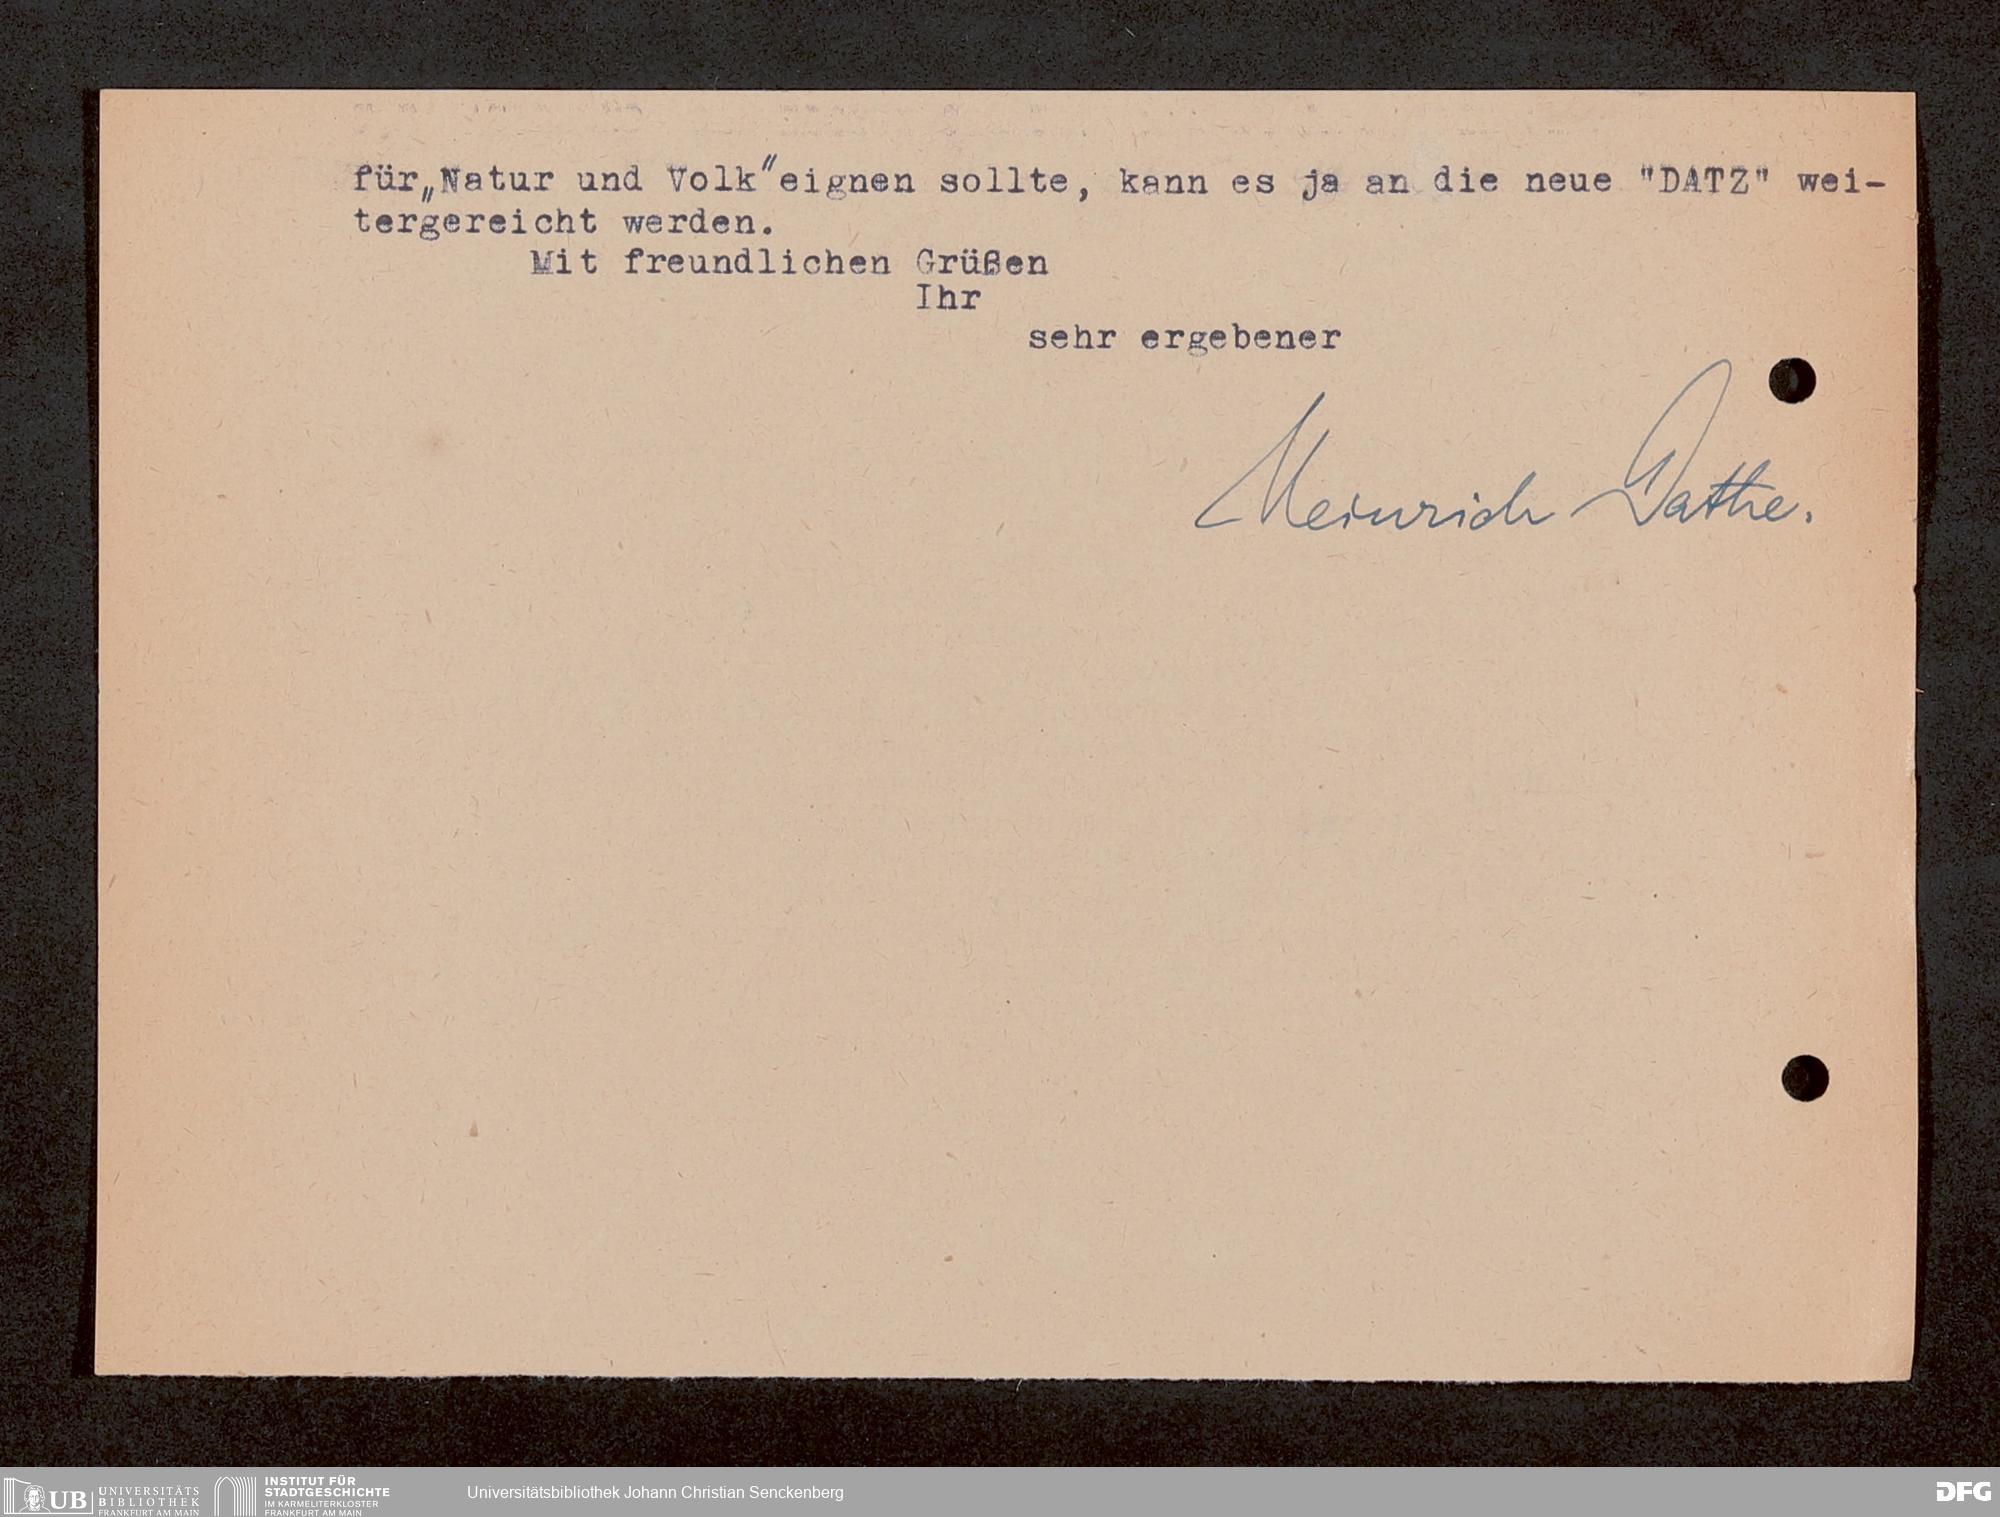 für„Natur und Volk"eignen sollte, kann es ja an die neue "DATZ" wei-
tergereicht werden.
Mit freundlichen Grüßen
Ihr
sehr ergebener
Heinrich Dathe.
UB
UNIVERSITÄTS
BIBLIOTHEK
FRANKFURT AM MAIN
INSTITUT FÜR
STADTGESCHICHTE
IM KARMELITERKLOSTER
FRANKFURT AM MAIN
Universitätsbibliothek Johann Christian Senckenberg
DFG